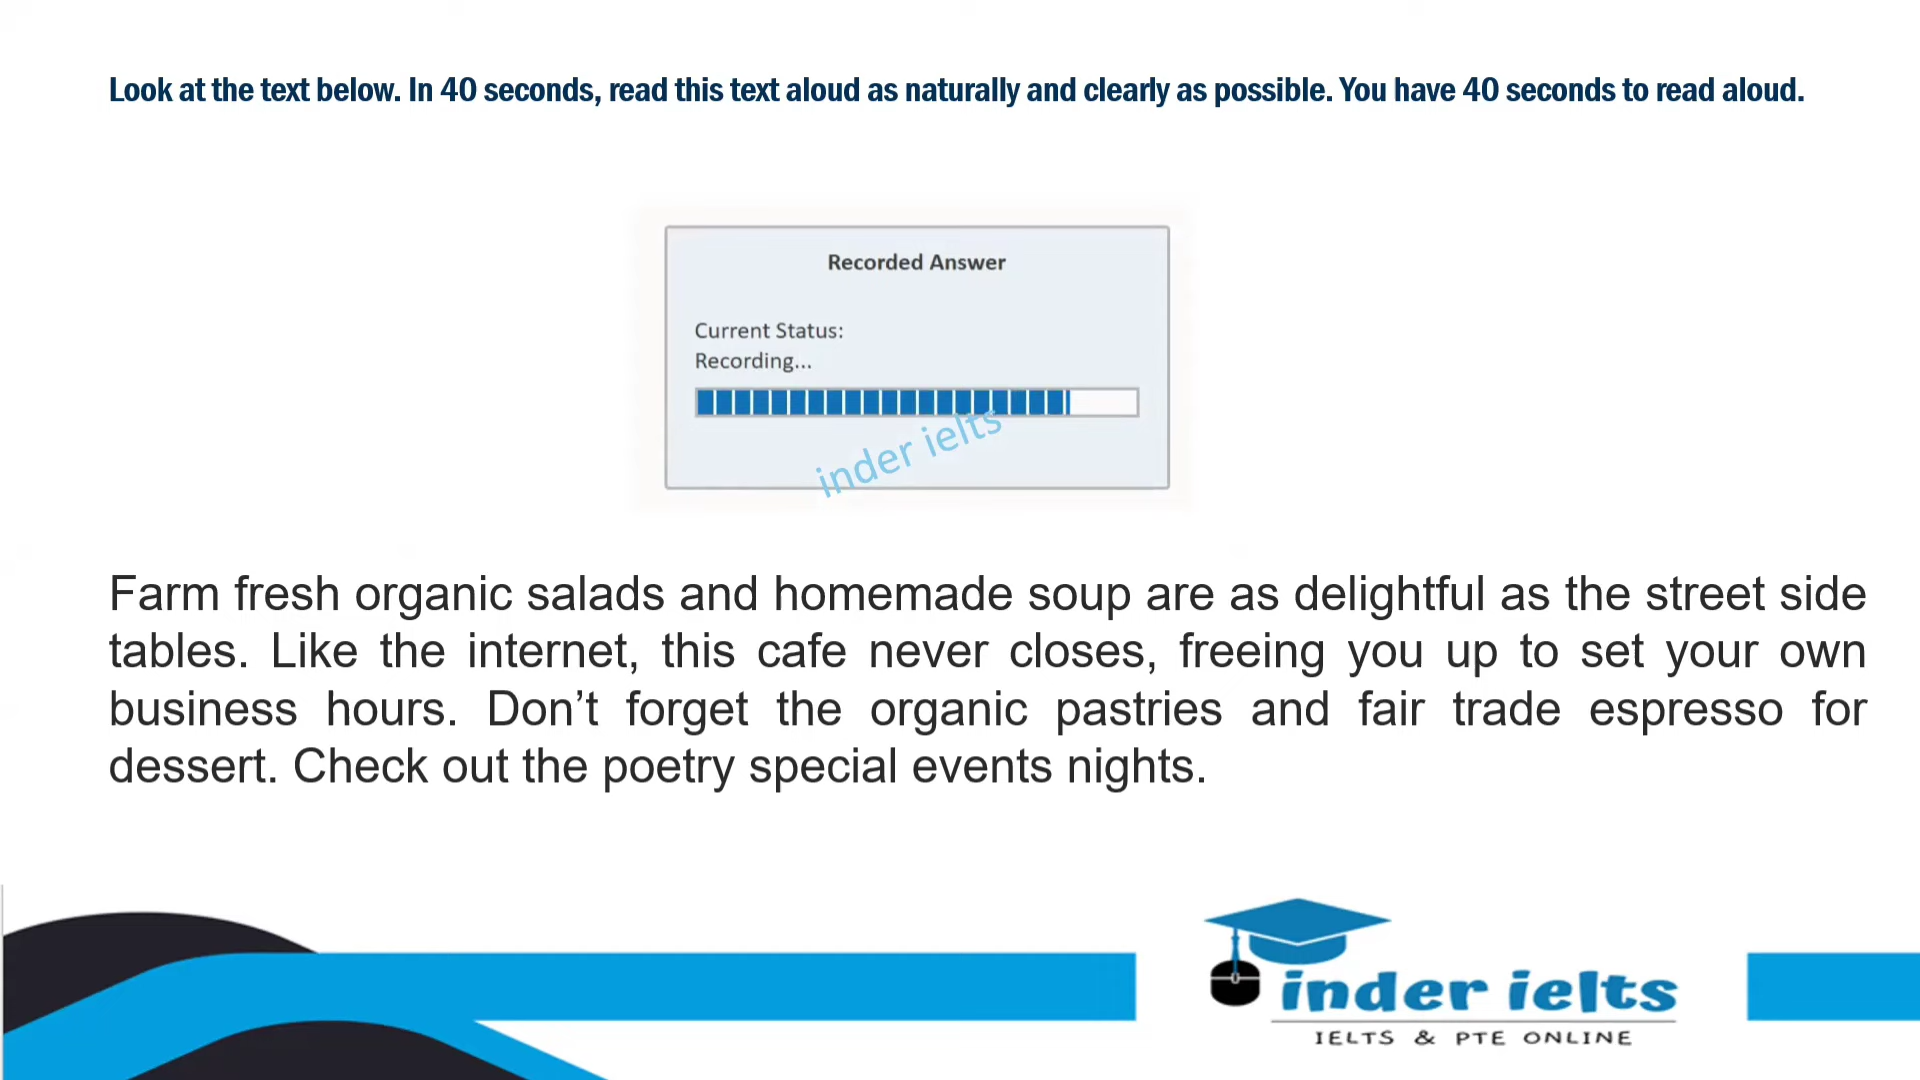 Look at the text below. In 40 seconds, read this text aloud as naturally and clearly as possible. You have 40 seconds to read aloud.
Recorded Answer
Current Status:
Recording...
inder ielts
Farm fresh organic salads and homemade soup are as delightful as the street side
tables. Like the internet, this cafe never closes, freeing you up to set your own
business hours. Don’t forget the organic pastries and fair trade espresso for
dessert. Check out the poetry special events nights.
inder ielts
IELTS & PTE ONLINE